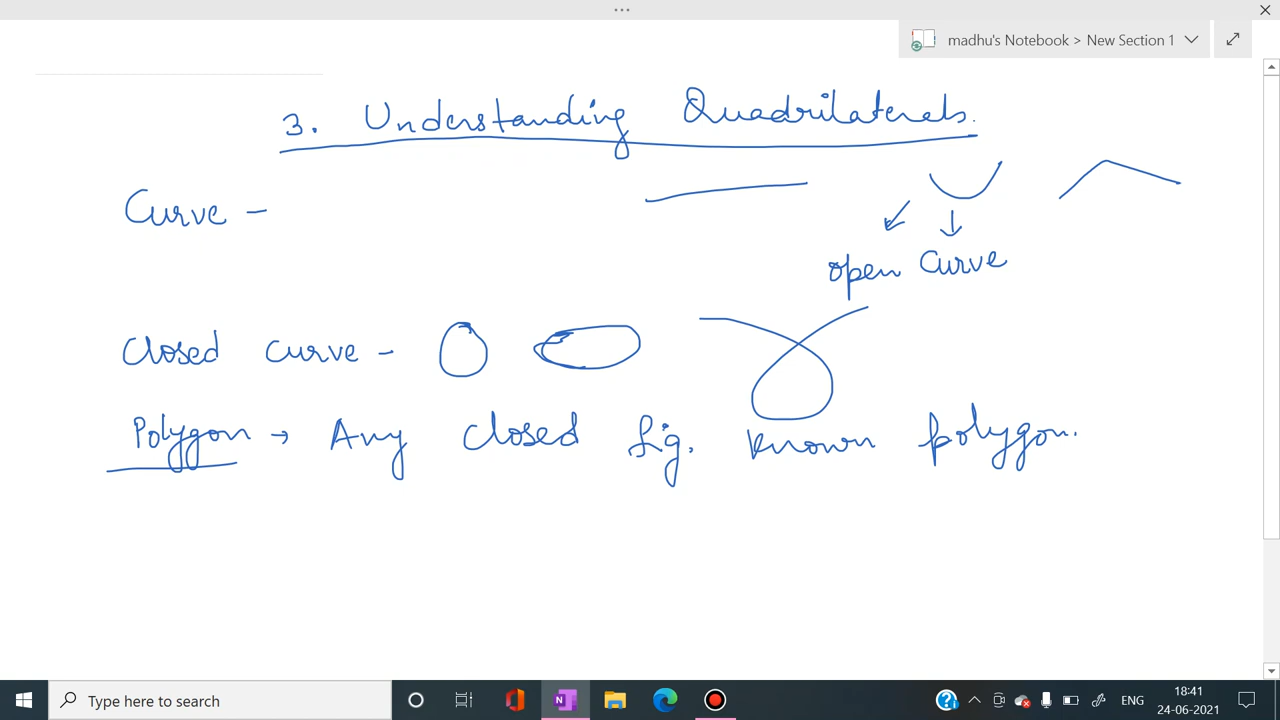 madhu's Notebook > New Section 1
3. Understanding Quadrilaterals.
Curve -
open Curve
Closed curve -
Polygon → Any closed fig. known polygon.
Type here to search
ENG
18:41
24-06-2021